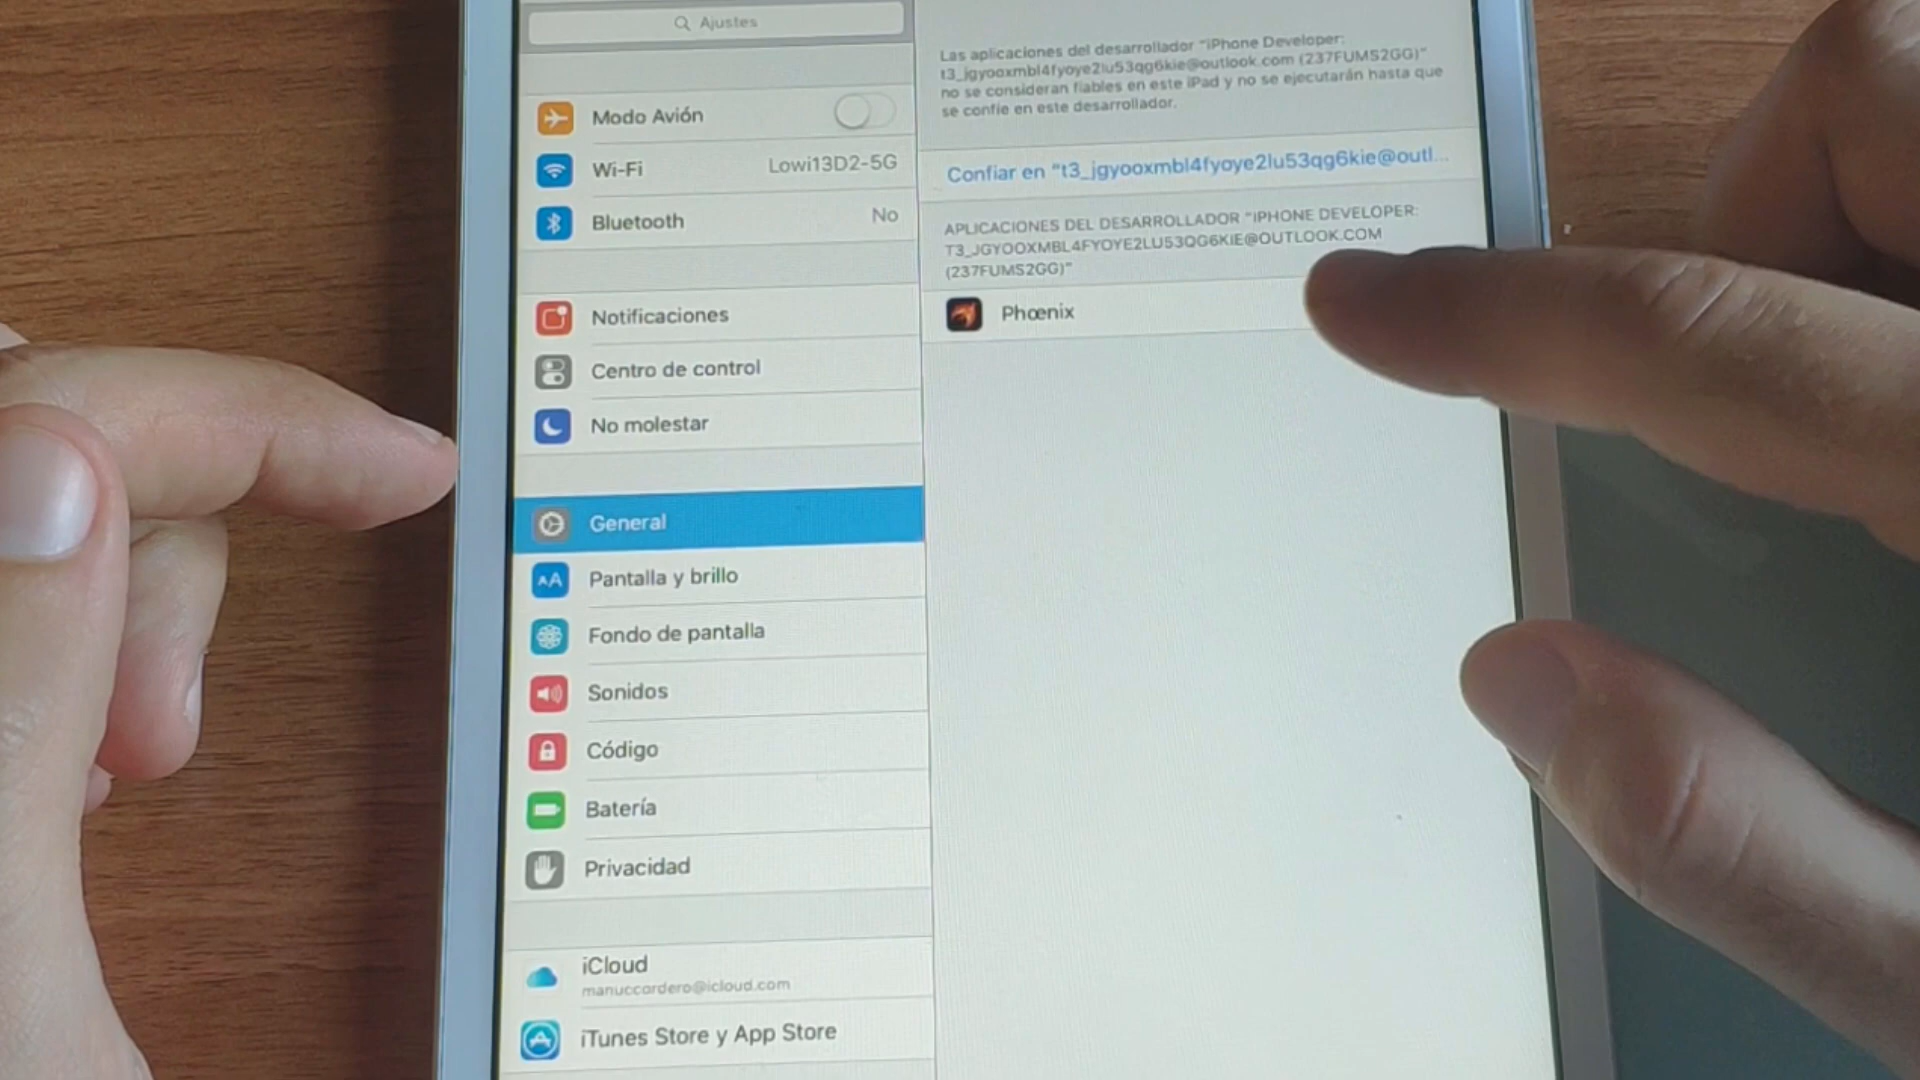 Ajustes
Modo Avión
Wi-Fi
Lowi13D2-5G
Bluetooth
No
Notificaciones
Centro de control
No molestar
General
Pantalla y brillo
Fondo de pantalla
Sonidos
Código
Batería
Privacidad
iCloud
manuccordero@icloud.com
iTunes Store y App Store
Las aplicaciones del desarrollador "iPhone Developer:
t3_jgyooxmbl4fyoye2lu53qg6kie@outlook.com (237FUMS2GG)"
no se consideran fiables en este iPad y no se ejecutarán hasta que
se confíe en este desarrollador.
Confiar en "t3_jgyooxmbl4fyoye2lu53qg6kie@outl...
APLICACIONES DEL DESARROLLADOR "IPHONE DEVELOPER:
T3_JGYOOXMBL4FYOYE2LU53QG6KIE@OUTLOOK.COM
(237FUMS2GG)"
Phœnix